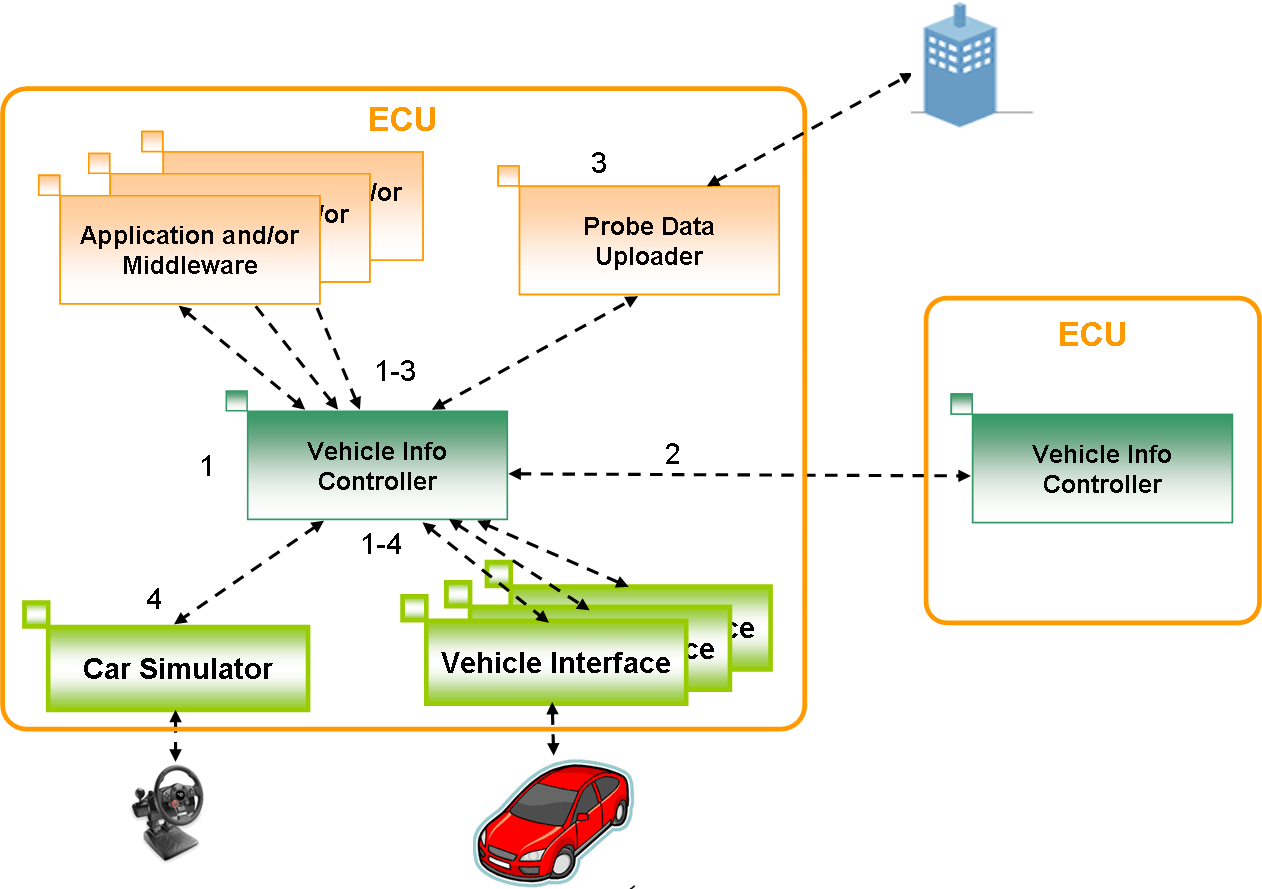 ECU
3
/or
/or
Application and/or
Middleware
Probe Data
Uploader
1-3
ECU
Vehicle Info
Controller
1
2
Vehicle Info
Controller
1-4
4
Car Simulator
ce
ce
Vehicle Interface